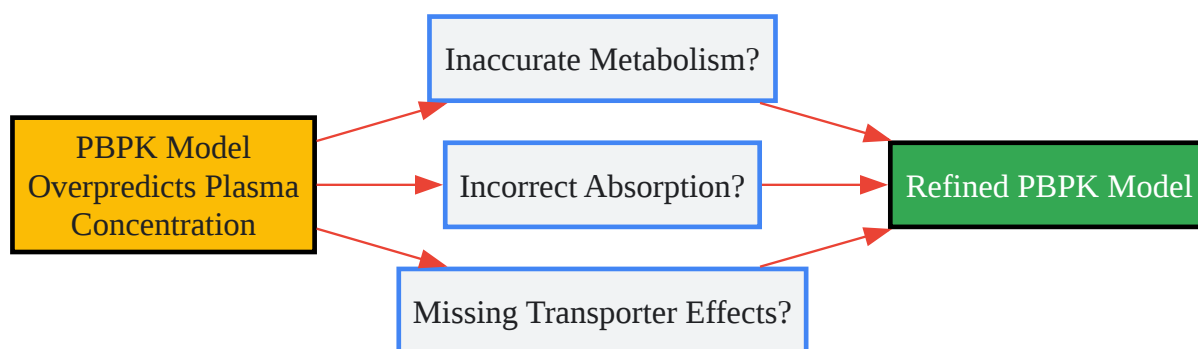 Inaccurate Metabolism?
PBPK Model
Overpredicts Plasma
Concentration
Incorrect Absorption?
Refined PBPK Model
Missing Transporter Effects?